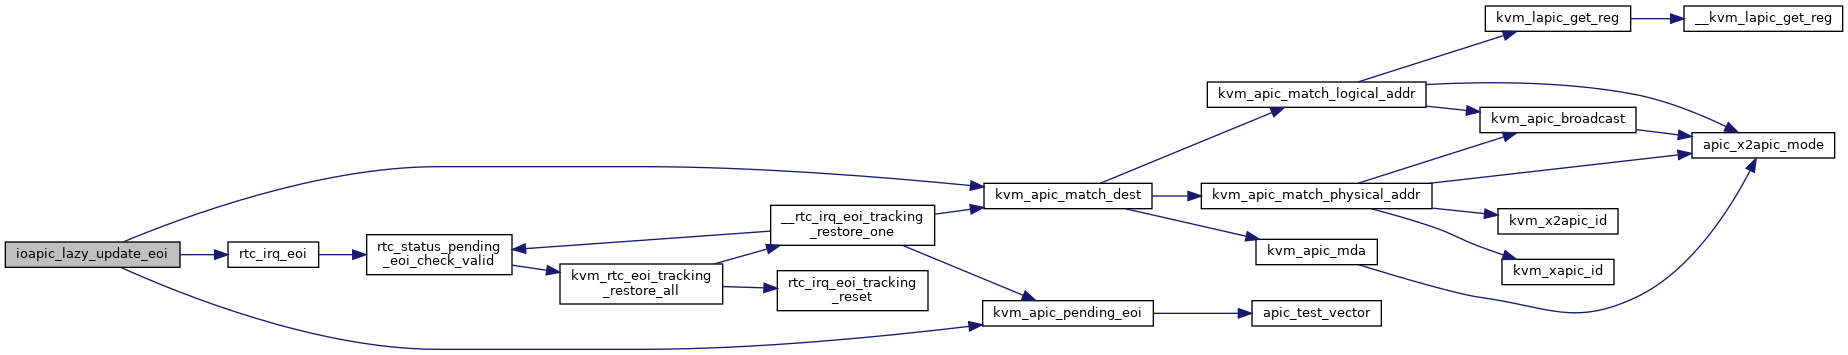 kvm_lapic_get_reg
__kvm_lapic_get_reg
kvm_apic_match_logical_addr
kvm_apic_broadcast
apic_x2apic_mode
kvm_apic_match_dest
kvm_apic_match_physical_addr
__rtc_irq_eoi_tracking
_restore_one
kvm_x2apic_id
ioapic_lazy_update_eoi
rtc_irq_eoi
rtc_status_pending
_eoi_check_valid
kvm_apic_mda
kvm_rtc_eoi_tracking
_restore_all
rtc_irq_eoi_tracking
_reset
kvm_xapic_id
kvm_apic_pending_eoi
apic_test_vector